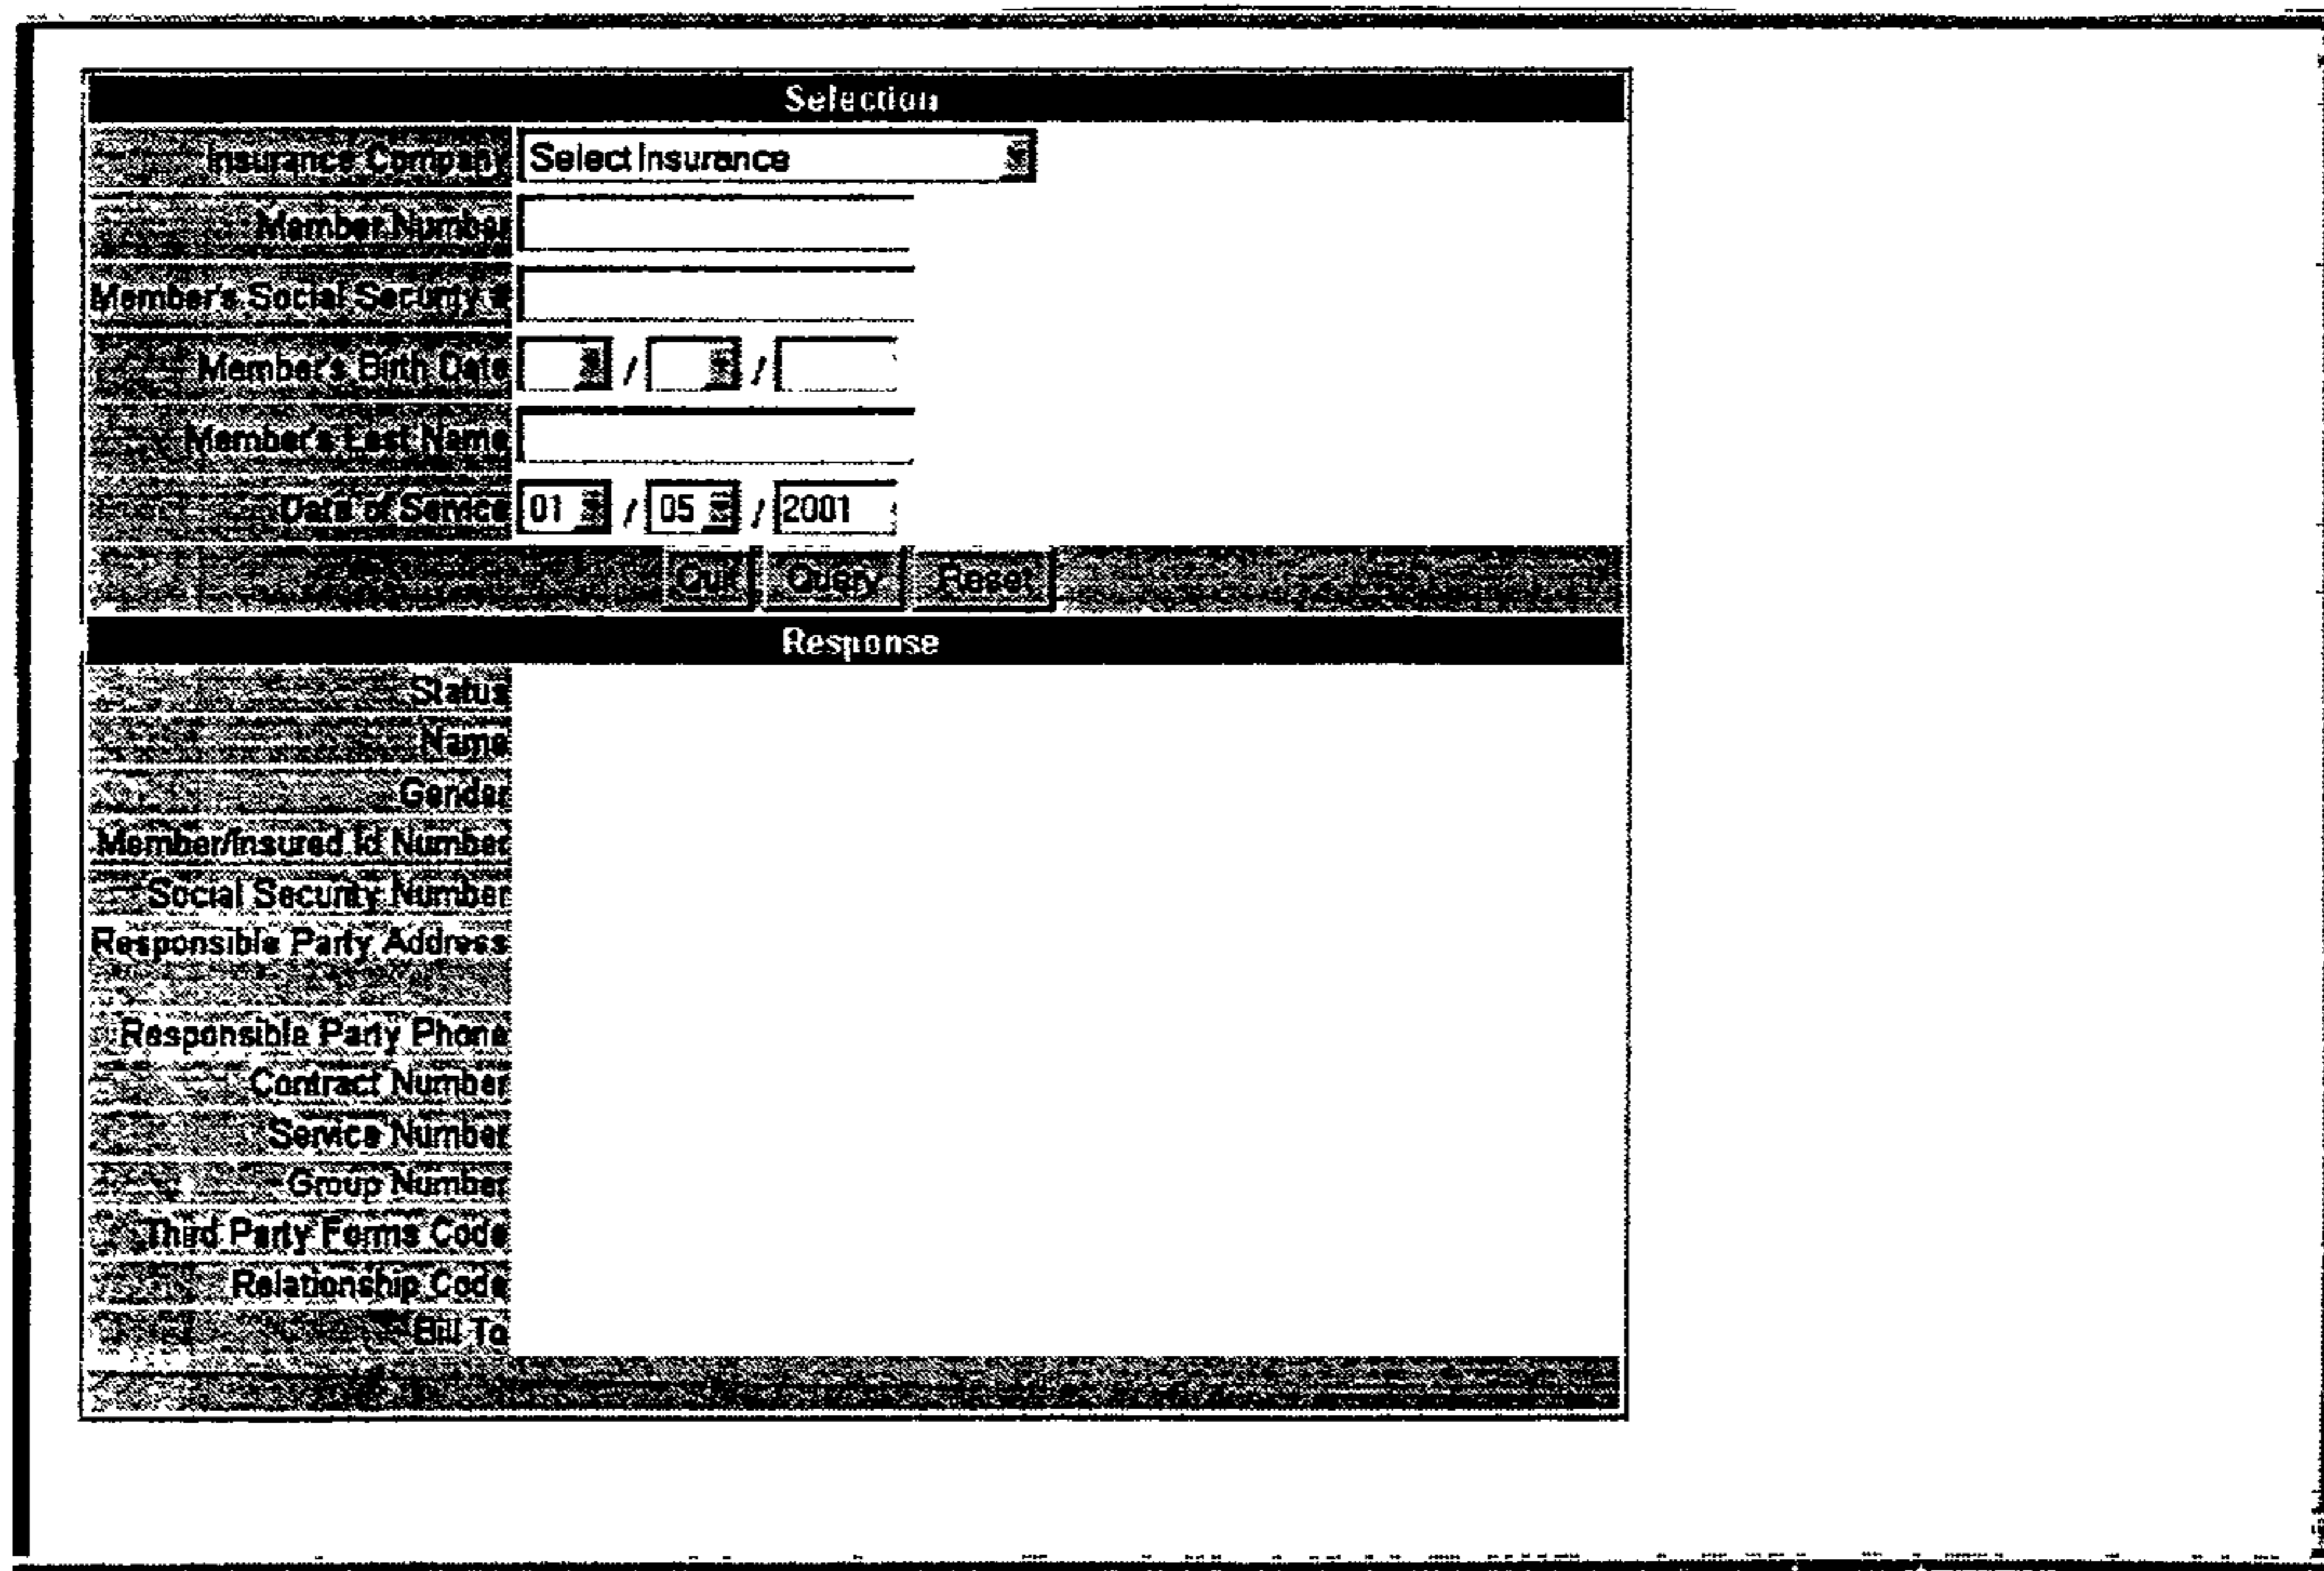 Selection
Insurance Company Select Insurance
Member Number
Member's Social Security #
Member's Birth Date / /
Member's Last Name
Date of Service 01 / 05 / 2001
Quit Query Reset
Response
Status
Name
Gender
Member/Insured Id Number
Social Security Number
Responsible Party Address
Responsible Party Phone
Contract Number
Service Number
Group Number
Third Party Forms Code
Relationship Code
Bill To